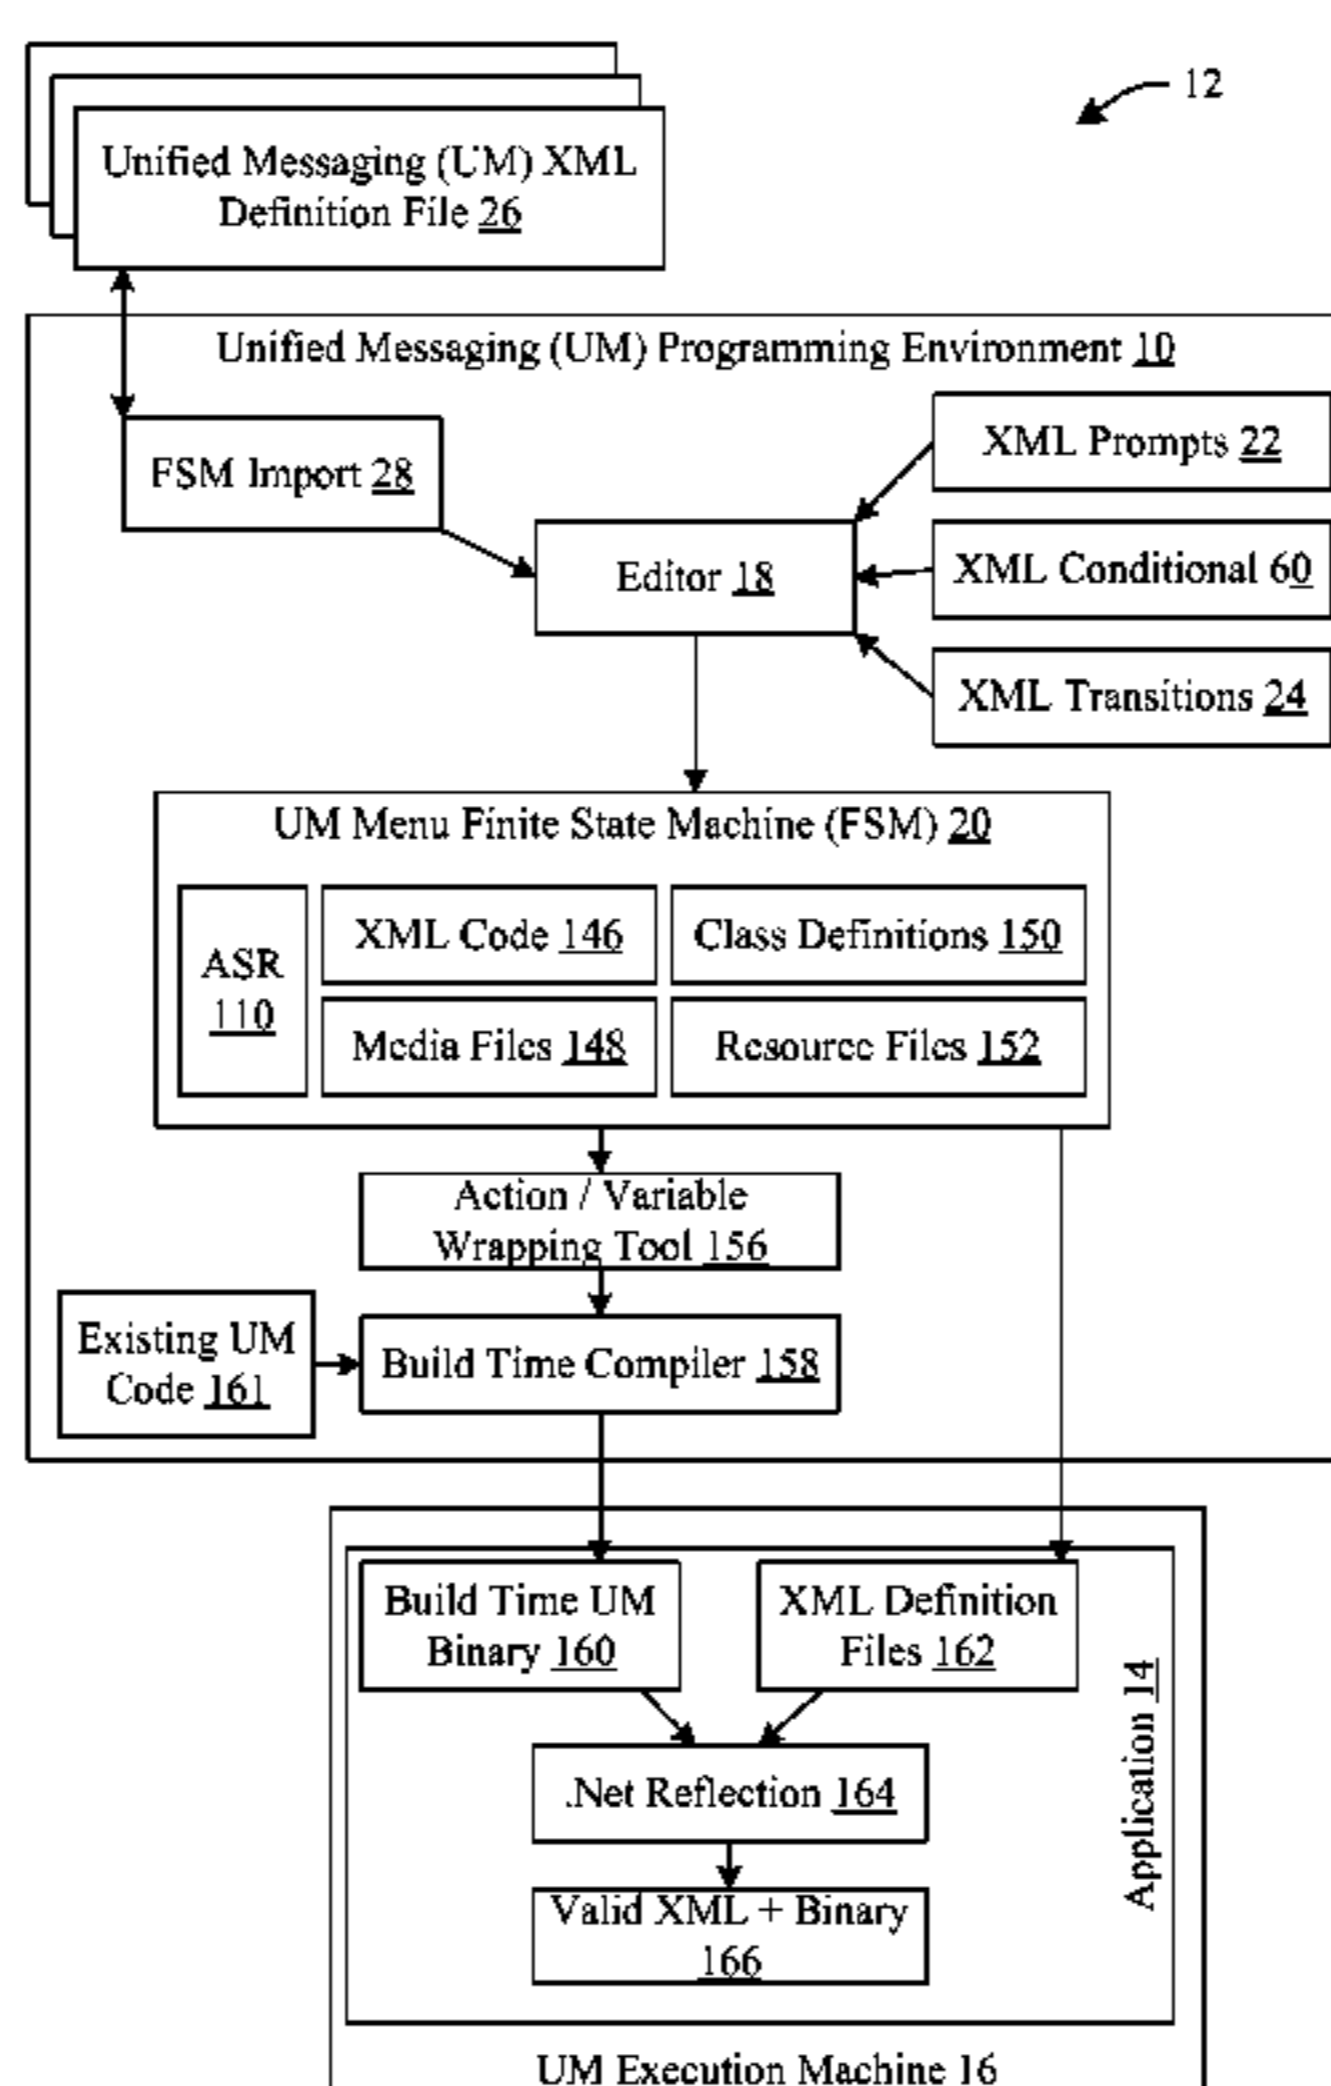 12
Unified Messaging (UM) XML
Definition File 26
Unified Messaging (UM) Programming Environment 10
XML Prompts 22
FSM Import 28
XML Conditional 60
Editor 18
XML Transitions 24
UM Menu Finite State Machine (FSM) 20
ASR
110
XML Code 146
Class Definitions 150
Media Files 148
Resource Files 152
Action / Variable
Wrapping Tool 156
Existing UM
Code 161
Build Time Compiler 158
Build Time UM
Binary 160
XML Definition
Files 162
Application 14
.Net Reflection 164
Valid XML + Binary
166
UM Execution Machine 16